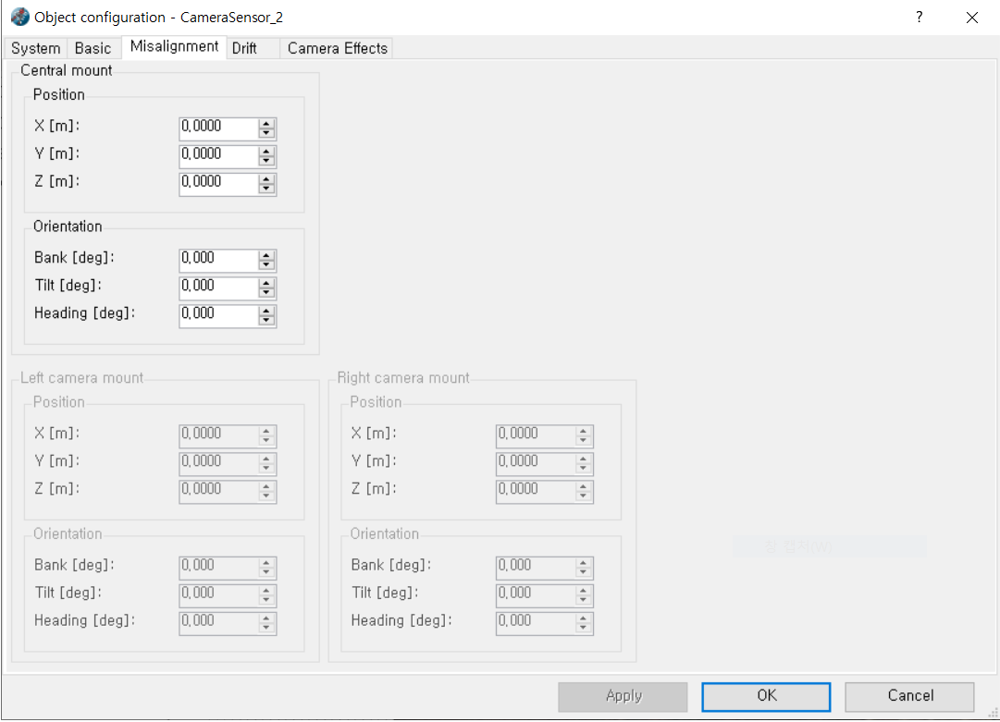 Object configuration - CameraSensor_2 ?
System Basic Misalignment Drift Camera Effects
Central mount
Position
X [m]: 0,0000
Y [m]: 0,0000
Z [m]: 0,0000
Orientation
Bank [deg]: 0,000
Tilt [deg]: 0,000
Heading [deg]: 0,000
Left camera mount
Position
X [m]: 0,0000
Y [m]: 0,0000
Z [m]: 0,0000
Orientation
Bank [deg]: 0,000
Tilt [deg]: 0,000
Heading [deg]: 0,000
Right camera mount
Position
X [m]: 0,0000
Y [m]: 0,0000
Z [m]: 0,0000
Orientation
Bank [deg]: 0,000
Tilt [deg]: 0,000
Heading [deg]: 0,000
Apply OK Cancel